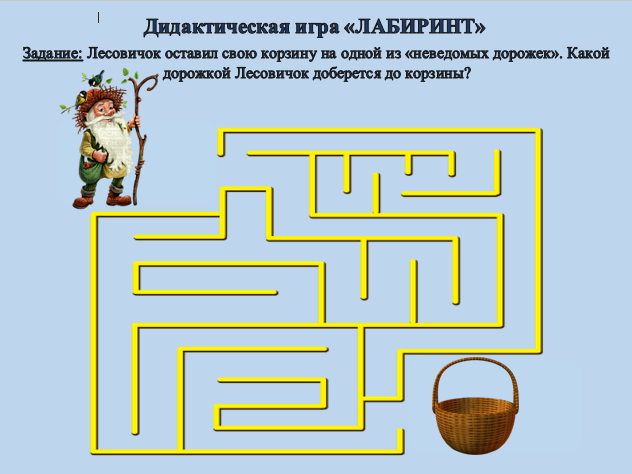 Дидактическая игра «ЛАБИРИНТ»
Задание: Лесовичок оставил свою корзину на одной из «неведомых дорожек». Какой
дорожкой Лесовичок доберется до корзины?